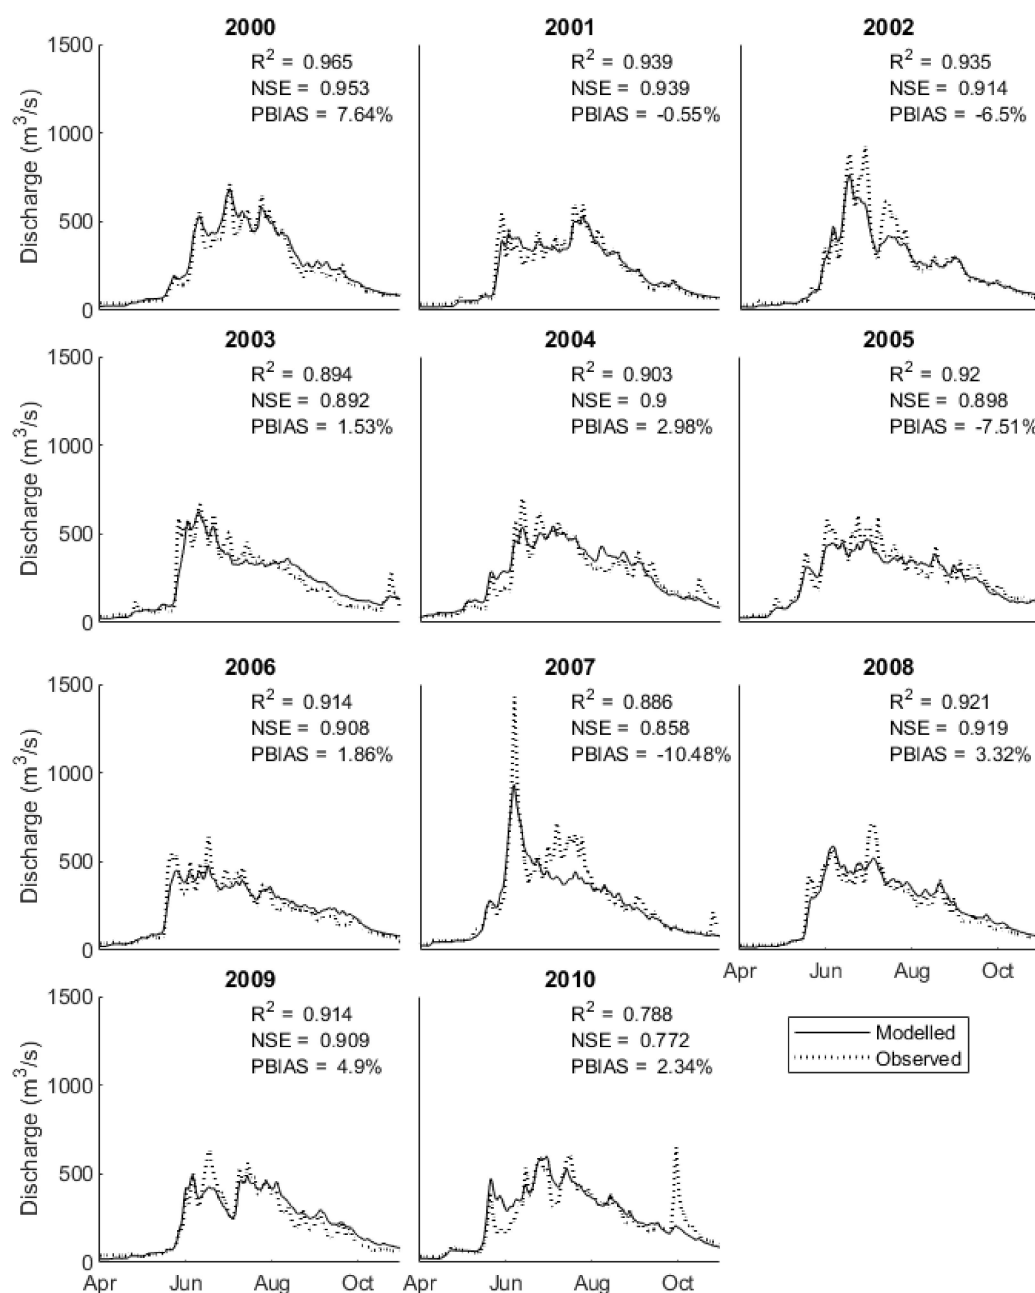 2000
2001
2002
1500
1000
500
0
Discharge (m³/s)
R² = 0.965
NSE = 0.953
PBIAS = 7.64%
R² = 0.939
NSE = 0.939
PBIAS = -0.55%
R² = 0.935
NSE = 0.914
PBIAS = -6.5%
2003
2004
2005
1500
1000
500
0
Discharge (m³/s)
R² = 0.894
NSE = 0.892
PBIAS = 1.53%
R² = 0.903
NSE = 0.9
PBIAS = 2.98%
R² = 0.92
NSE = 0.898
PBIAS = -7.51%
2006
2007
2008
1500
1000
500
0
Discharge (m³/s)
R² = 0.914
NSE = 0.908
PBIAS = 1.86%
R² = 0.886
NSE = 0.858
PBIAS = -10.48%
R² = 0.921
NSE = 0.919
PBIAS = 3.32%
Apr Jun Aug Oct
2009
2010
1500
1000
500
0
Discharge (m³/s)
R² = 0.914
NSE = 0.909
PBIAS = 4.9%
R² = 0.788
NSE = 0.772
PBIAS = 2.34%
Modelled
Observed
Apr Jun Aug Oct
Apr Jun Aug Oct